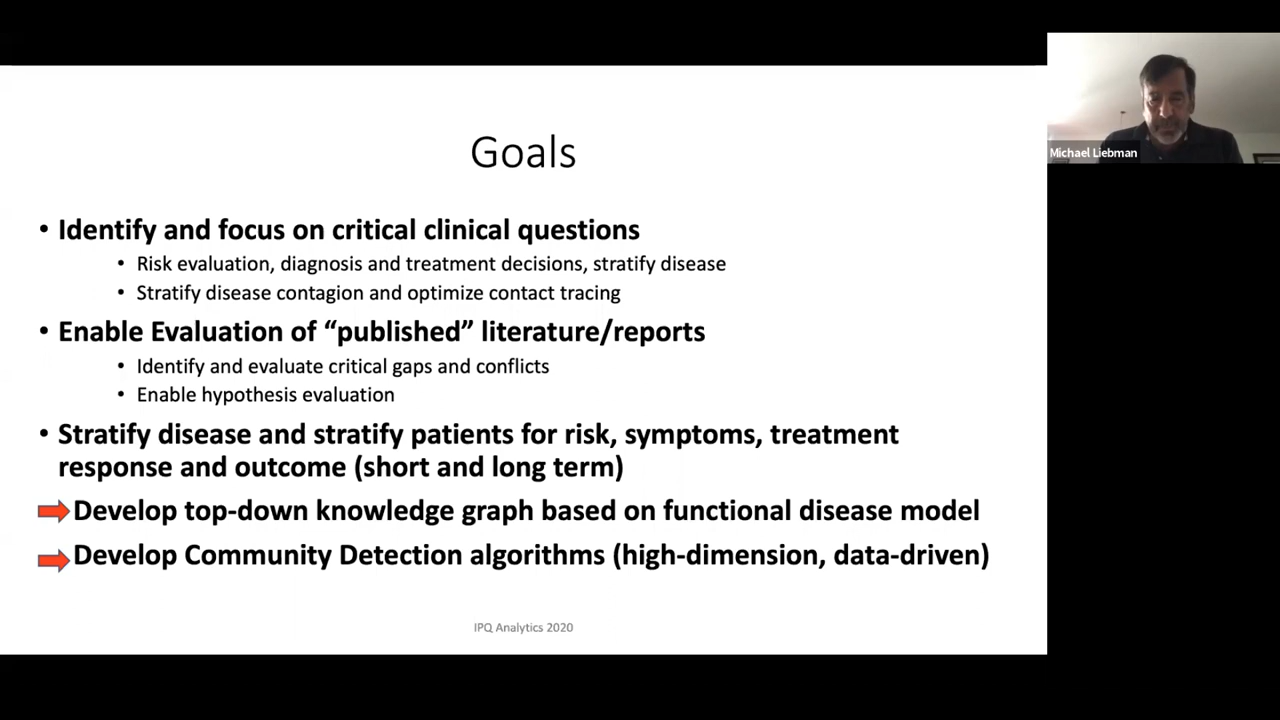 Goals
• Identify and focus on critical clinical questions
• Risk evaluation, diagnosis and treatment decisions, stratify disease
• Stratify disease contagion and optimize contact tracing
• Enable Evaluation of “published” literature/reports
• Identify and evaluate critical gaps and conflicts
• Enable hypothesis evaluation
• Stratify disease and stratify patients for risk, symptoms, treatment
response and outcome (short and long term)
Develop top-down knowledge graph based on functional disease model
Develop Community Detection algorithms (high-dimension, data-driven)
IPQ Analytics 2020
Michael Liebman